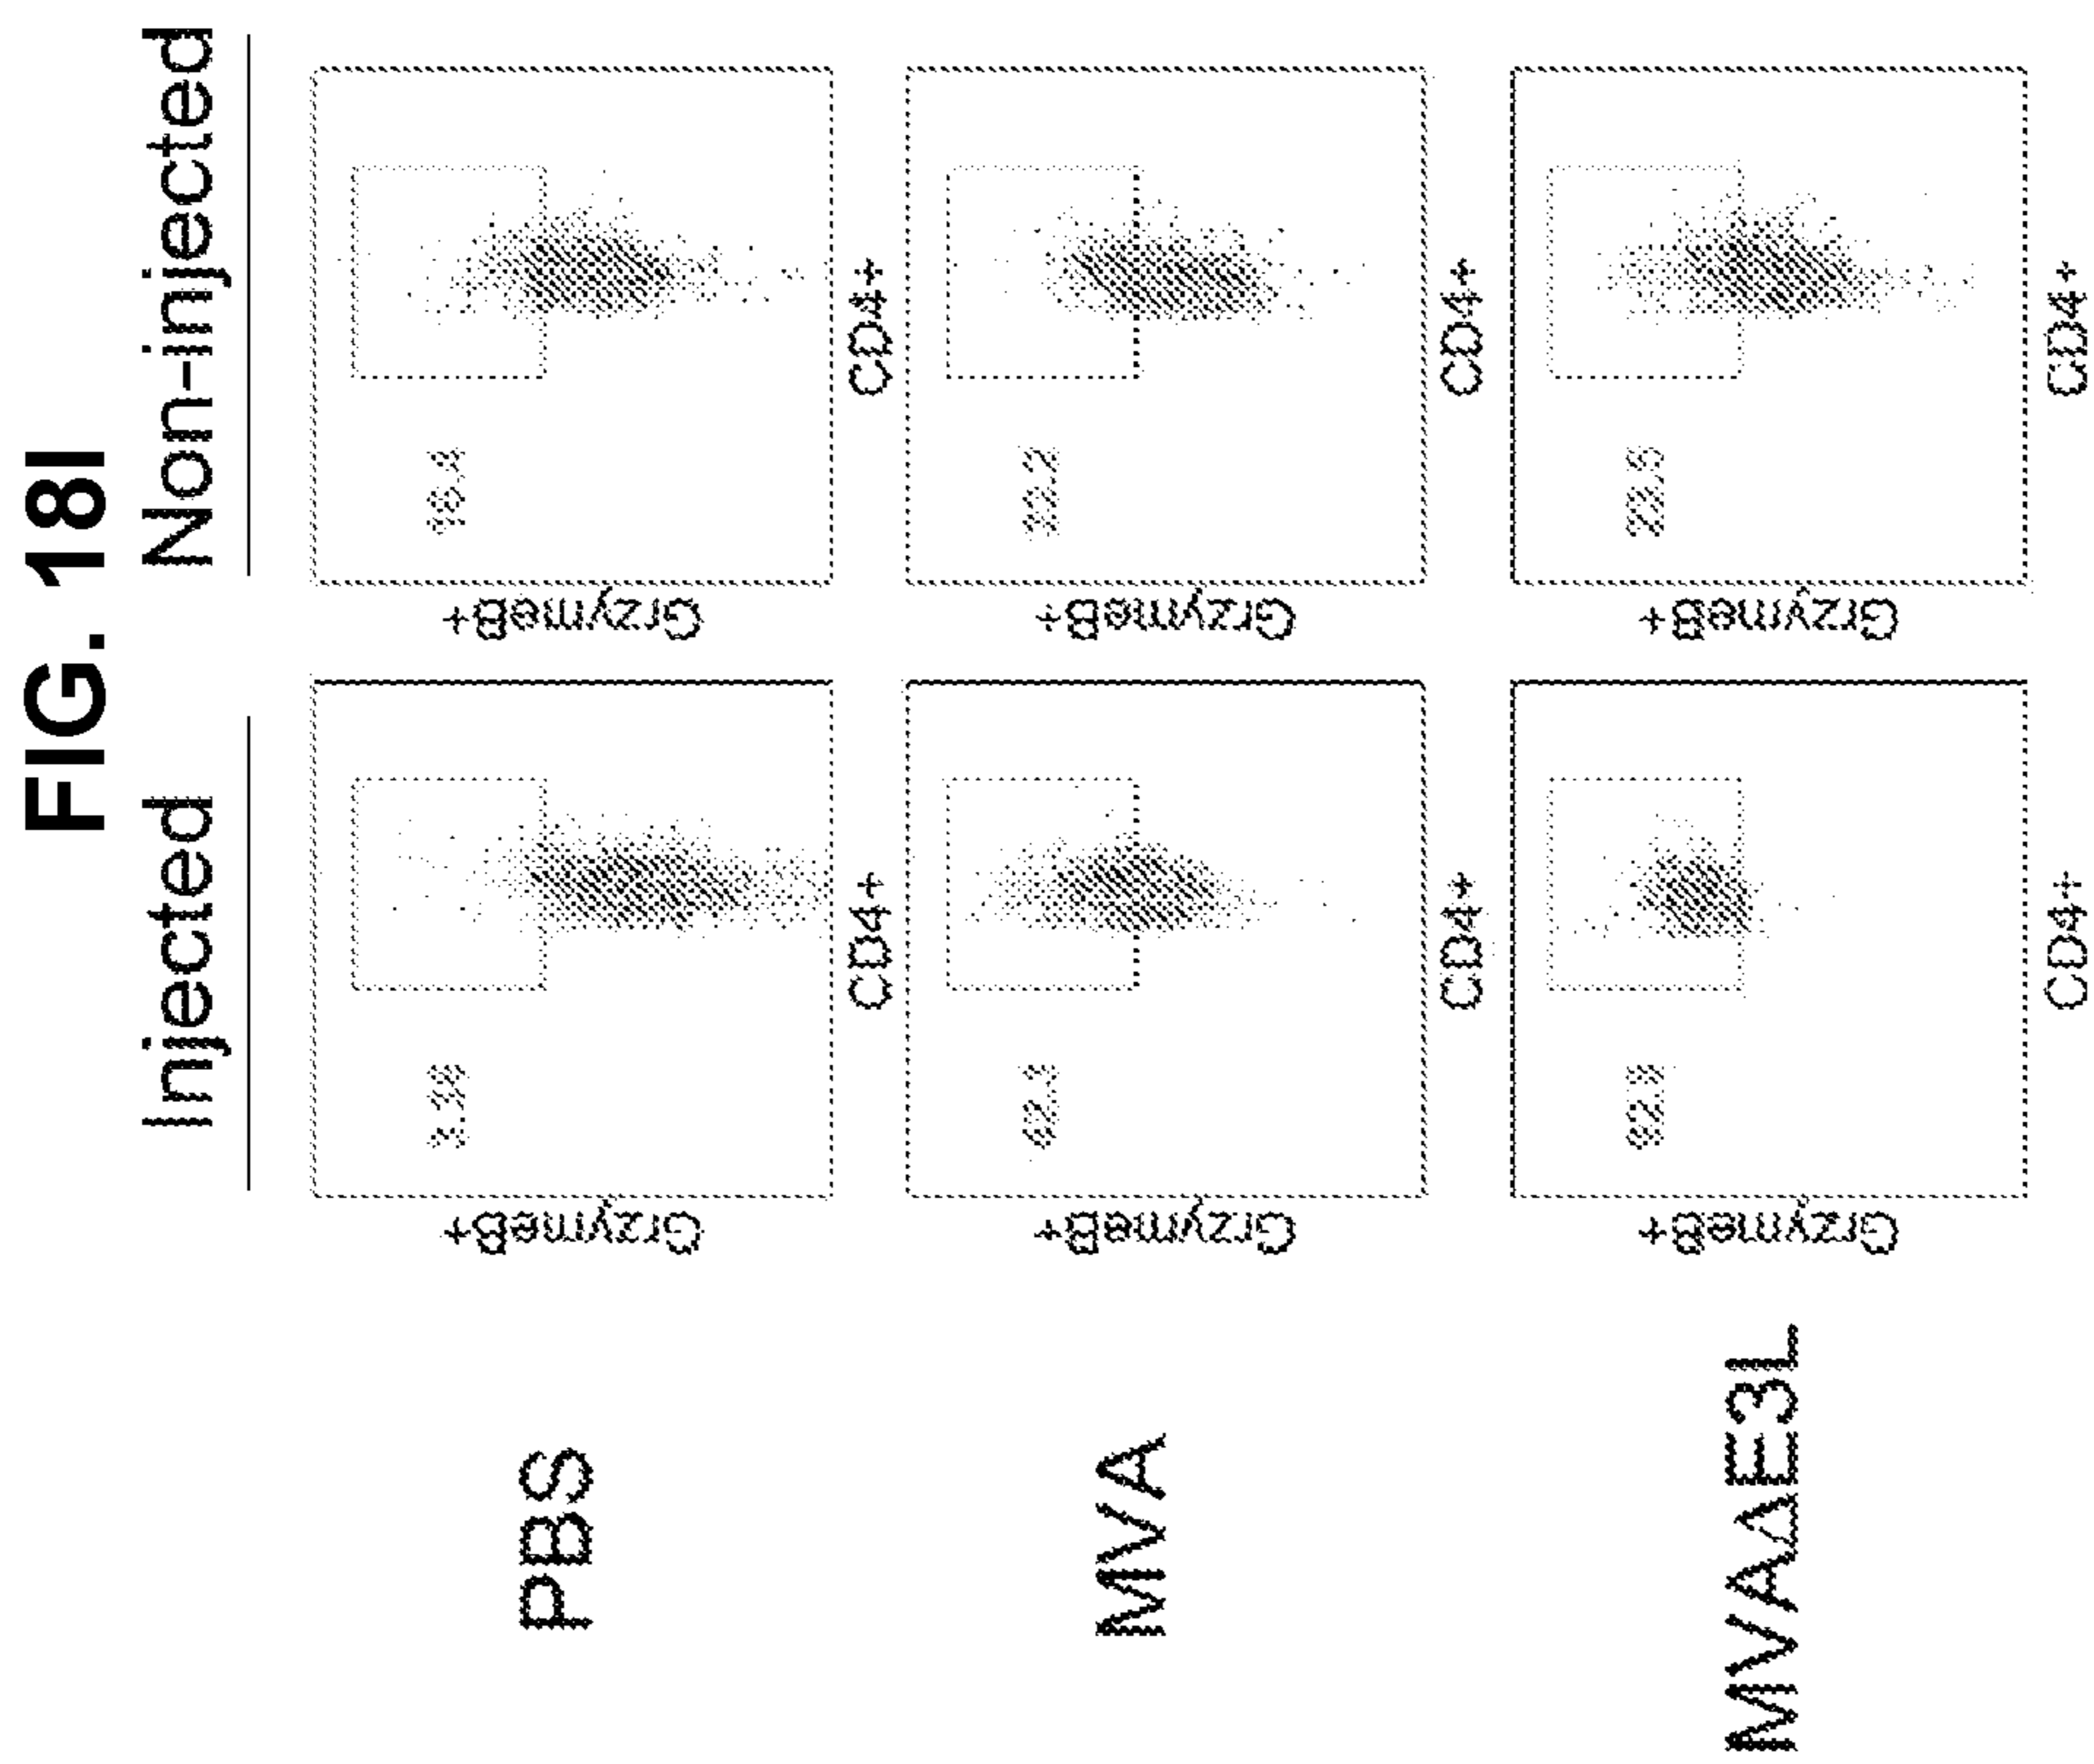 FIG. 18I
Injected Non-injected
PBS
GrzymeB+
CD4+
GrzymeB+
CD4+
MVA
GrzymeB+
CD4+
GrzymeB+
CD4+
MVAΔE3L
GrzymeB+
CD4+
GrzymeB+
CD4+